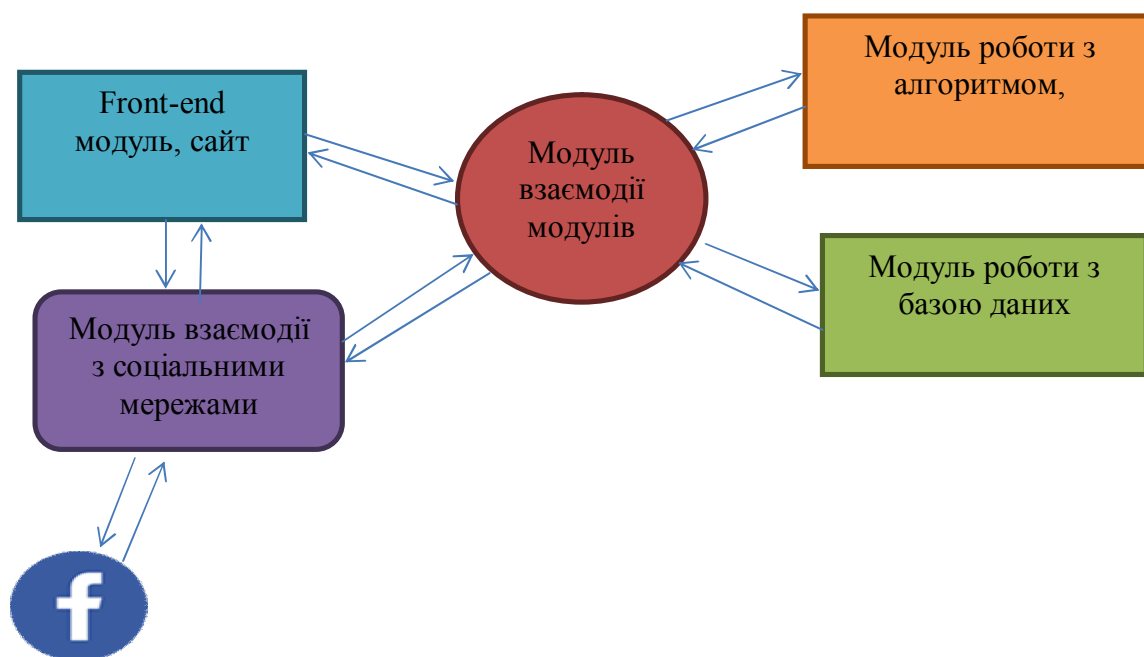 Front-end
модуль, сайт
Модуль
взаємодії
модулів
Модуль роботи з
алгоритмом,
Модуль роботи з
базою даних
Модуль взаємодії
з соціальними
мережами
f